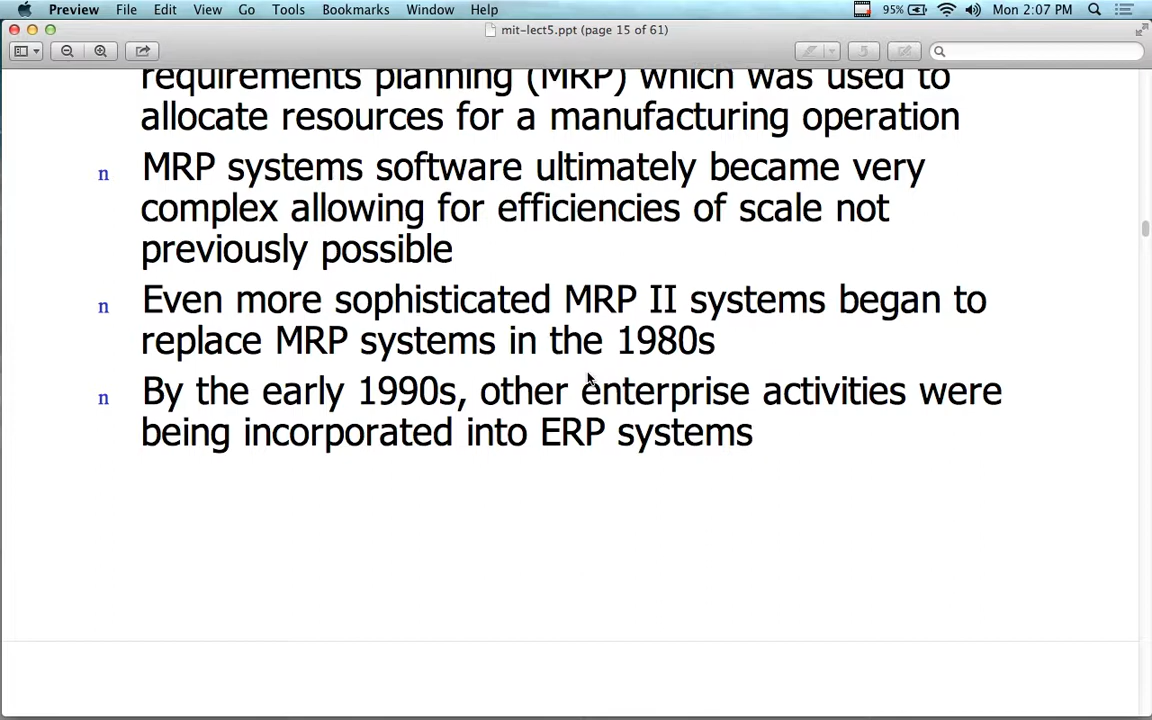 Preview File Edit View Go Tools Bookmarks Window Help 95% Mon 2:07 PM
mit-lect5.ppt (page 15 of 61)
requirements planning (MRP) which was used to
allocate resources for a manufacturing operation
n MRP systems software ultimately became very
complex allowing for efficiencies of scale not
previously possible
n Even more sophisticated MRP II systems began to
replace MRP systems in the 1980s
n By the early 1990s, other enterprise activities were
being incorporated into ERP systems